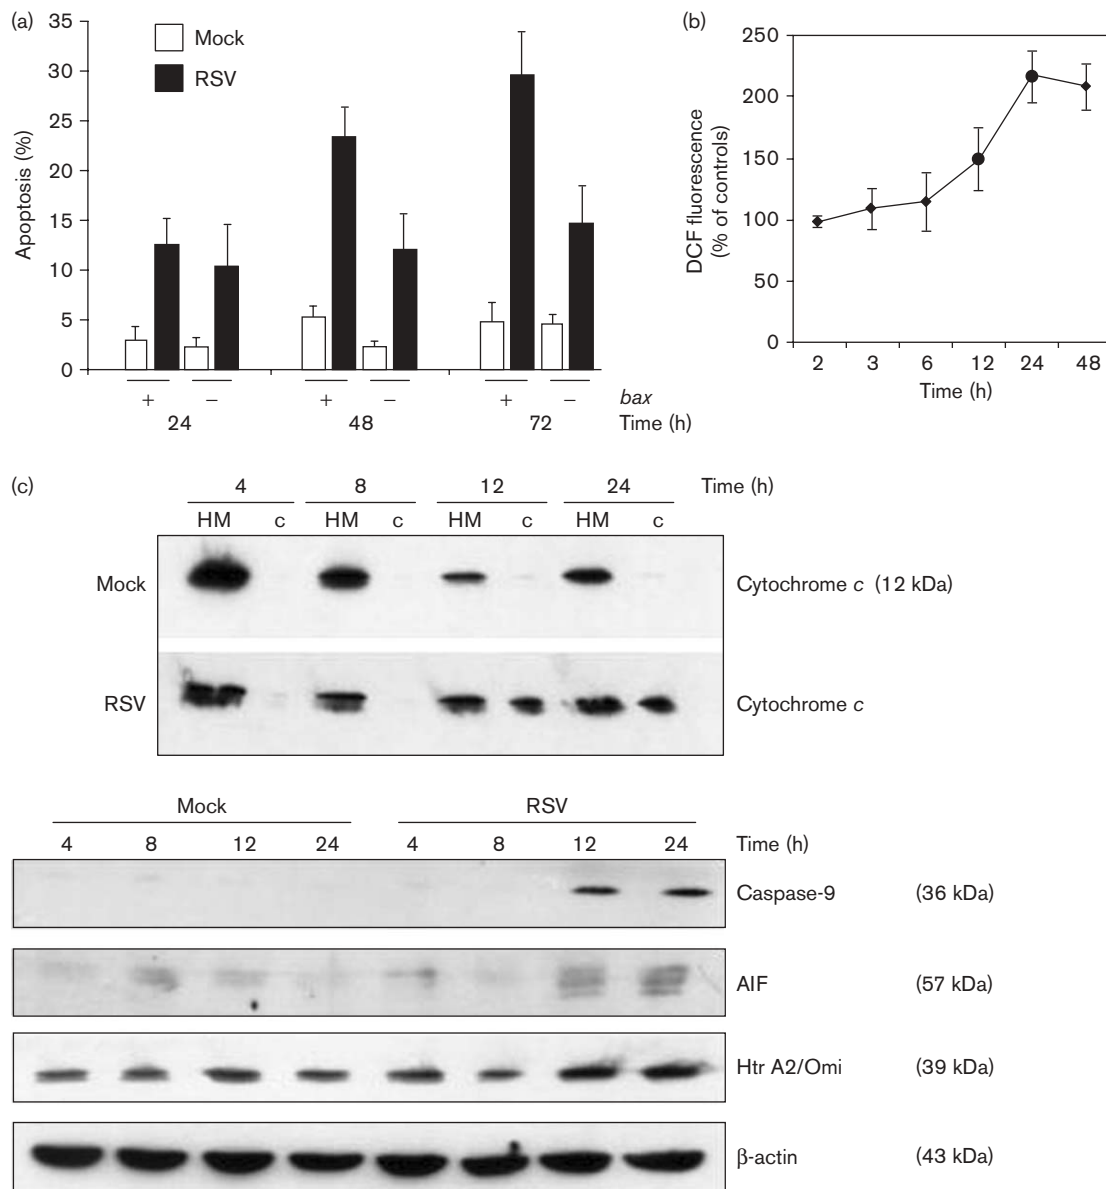 (a)
35
30
25
20
15
10
5
0
Apoptosis (%)
Mock
RSV
+ − + − + − bax
24 48 72 Time (h)
(b)
250
200
150
100
50
0
DCF fluorescence
(% of controls)
2 3 6 12 24 48
Time (h)
(c)
4 8 12 24 Time (h)
HM c HM c HM c HM c
Mock Cytochrome c (12 kDa)
RSV Cytochrome c
Mock RSV
4 8 12 24 4 8 12 24 Time (h)
Caspase-9 (36 kDa)
AIF (57 kDa)
Htr A2/Omi (39 kDa)
β-actin (43 kDa)